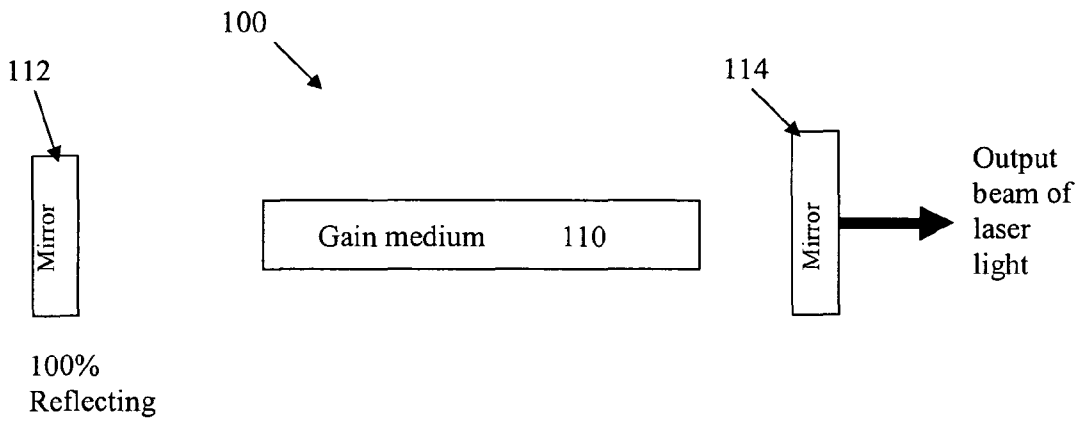 100
112
114
Mirror
Gain medium 110
Mirror
Output
beam of
laser
light
100%
Reflecting